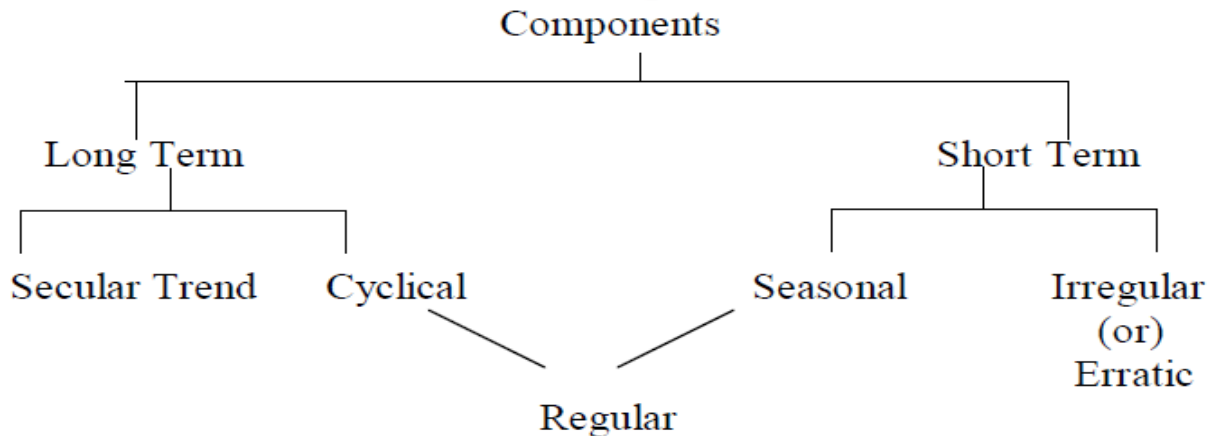 Components
Long Term Short Term
Secular Trend Cyclical Seasonal Irregular
(or)
Erratic
Regular